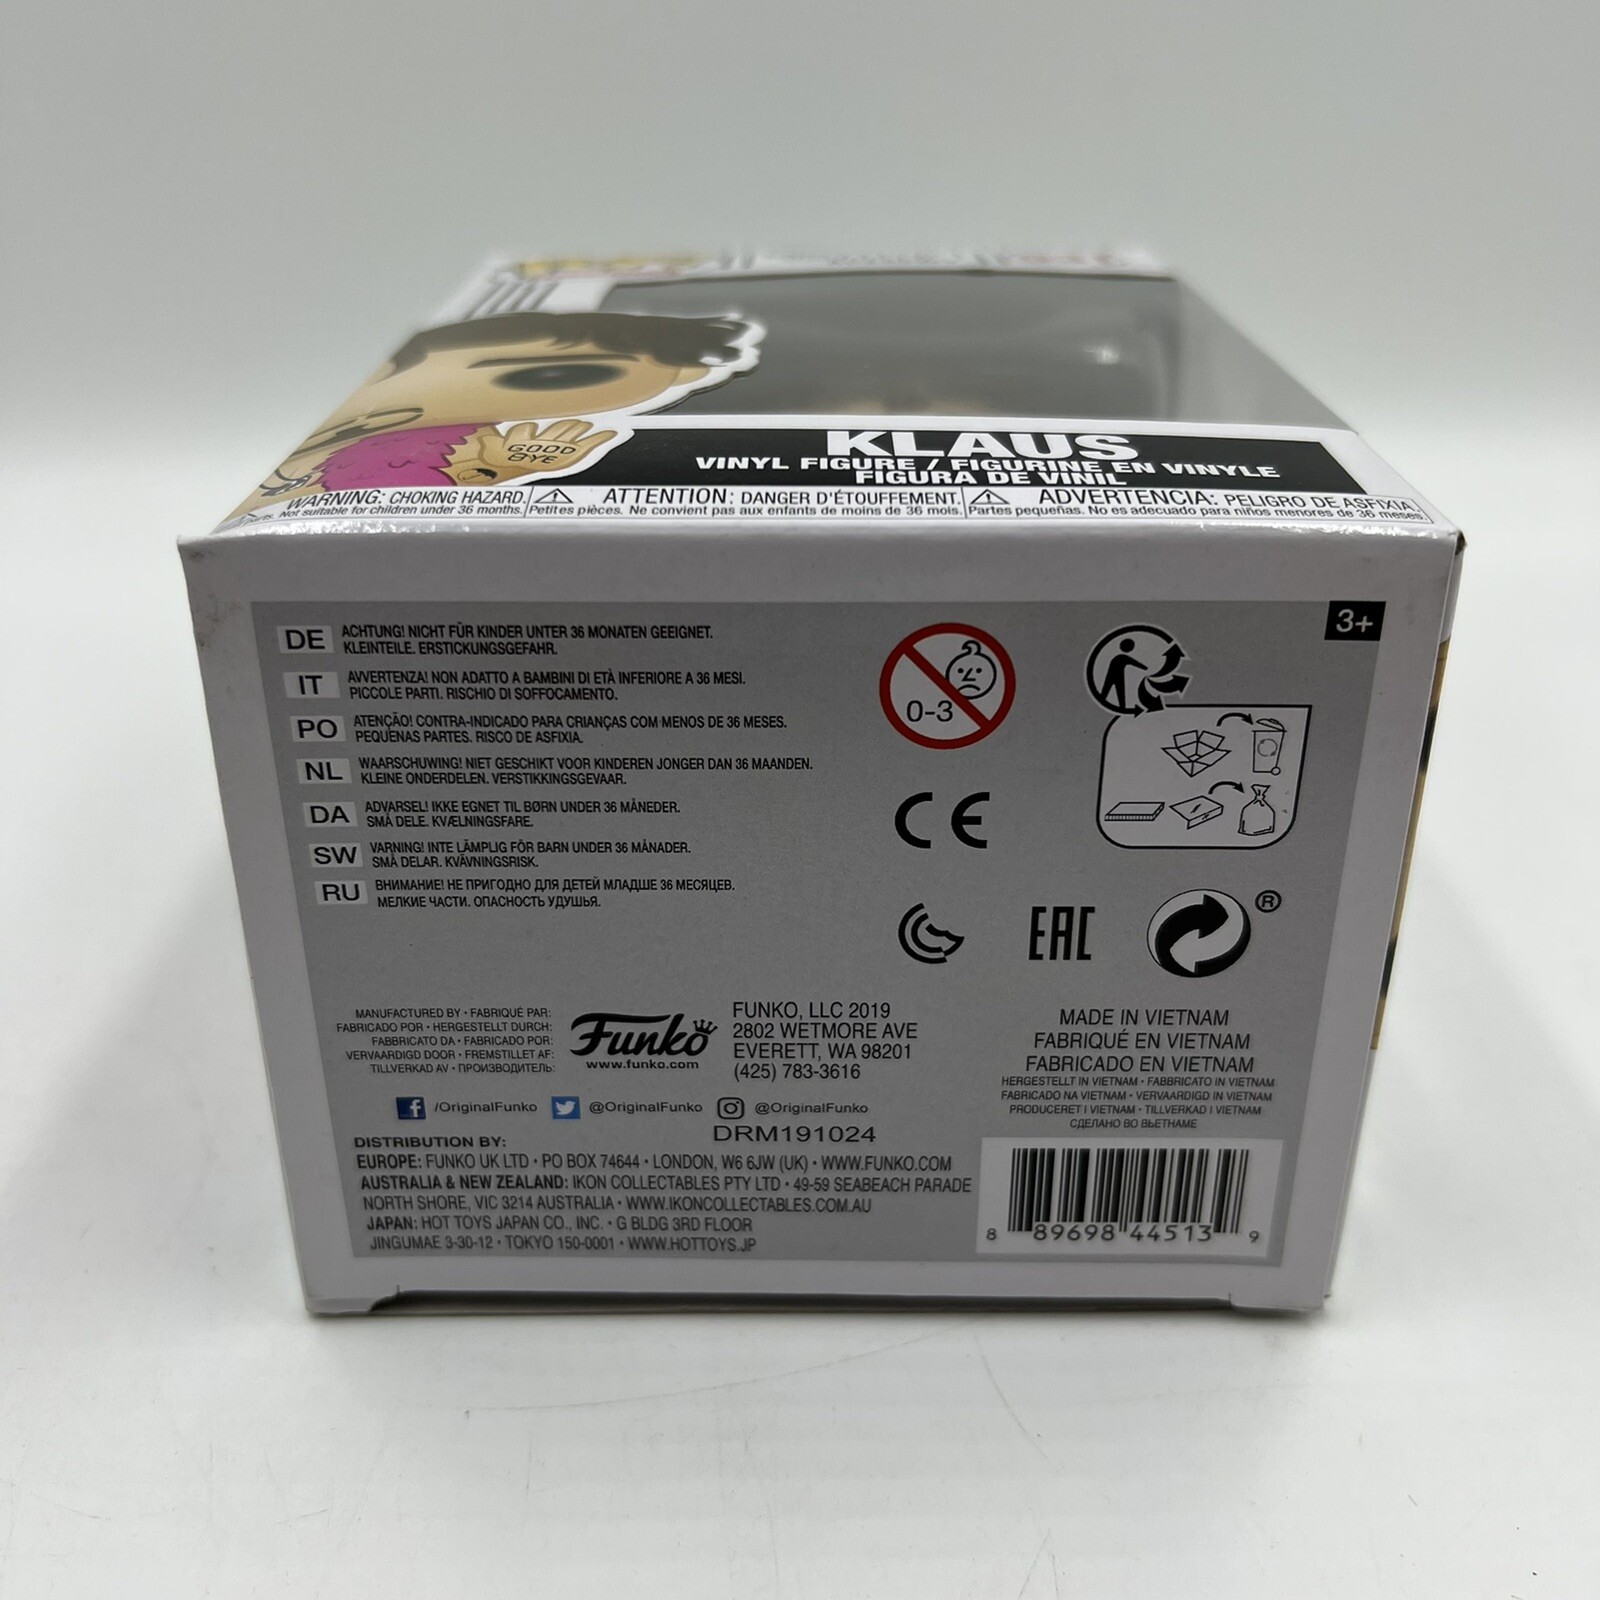 GOOD
BYE
KLAUS
VINYL FIGURE / FIGURINE EN VINYLE
FIGURA DE VINIL
WARNING: CHOKING HAZARD.
parts. Not suitable for children under 36 months.
ATTENTION: DANGER D'ÉTOUFFEMENT.
Petites pièces. Ne convient pas aux enfants de moins de 36 mois.
ADVERTENCIA: PELIGRO DE ASFIXIA.
Partes pequeñas. No es adecuado para niños menores de 36 meses.
3+
DE ACHTUNG! NICHT FÜR KINDER UNTER 36 MONATEN GEEIGNET.
KLEINTEILE. ERSTICKUNGSGEFAHR.
IT AVVERTENZA! NON ADATTO A BAMBINI DI ETÀ INFERIORE A 36 MESI.
PICCOLE PARTI. RISCHIO DI SOFFOCAMENTO.
PO ATENÇÃO! CONTRA-INDICADO PARA CRIANÇAS COM MENOS DE 36 MESES.
PEQUENAS PARTES. RISCO DE ASFIXIA.
NL WAARSCHUWING! NIET GESCHIKT VOOR KINDEREN JONGER DAN 36 MAANDEN.
KLEINE ONDERDELEN. VERSTIKKINGSGEVAAR.
DA ADVARSEL! IKKE EGNET TIL BØRN UNDER 36 MÅNEDER.
SMÅ DELE. KVÆLNINGSFARE.
SW VARNING! INTE LÄMPLIG FÖR BARN UNDER 36 MÅNADER.
SMÅ DELAR. KVÄVNINGSRISK.
RU ВНИМАНИЕ! НЕ ПРИГОДНО ДЛЯ ДЕТЕЙ МЛАДШЕ 36 МЕСЯЦЕВ.
МЕЛКИЕ ЧАСТИ. ОПАСНОСТЬ УДУШЬЯ.
0-3
CE
EAC
®
MANUFACTURED BY • FABRIQUÉ PAR:
FABRICADO POR • HERGESTELLT DURCH:
FABBRICATO DA • FABRICADO POR:
VERVAARDIGD DOOR • FREMSTILLET AF:
TILLVERKAD AV • ПРОИЗВОДИТЕЛЬ:
Funko
www.funko.com
FUNKO, LLC 2019
2802 WETMORE AVE
EVERETT, WA 98201
(425) 783-3616
MADE IN VIETNAM
FABRIQUÉ EN VIETNAM
FABRICADO EN VIETNAM
HERGESTELLT IN VIETNAM • FABBRICATO IN VIETNAM
FABRICADO NA VIETNAM • VERVAARDIGD IN VIETNAM
PRODUCERET I VIETNAM • TILLVERKAD I VIETNAM
СДЕЛАНО ВО ВЬЕТНАМЕ
f /OriginalFunko @OriginalFunko @OriginalFunko
DRM191024
DISTRIBUTION BY:
EUROPE: FUNKO UK LTD • PO BOX 74644 • LONDON, W6 6JW (UK) • WWW.FUNKO.COM
AUSTRALIA & NEW ZEALAND: IKON COLLECTABLES PTY LTD • 49-59 SEABEACH PARADE
NORTH SHORE, VIC 3214 AUSTRALIA • WWW.IKONCOLLECTABLES.COM.AU
JAPAN: HOT TOYS JAPAN CO., INC. • G BLDG 3RD FLOOR
JINGUMAE 3-30-12 • TOKYO 150-0001 • WWW.HOTTOYS.JP
8 89698 44513 9